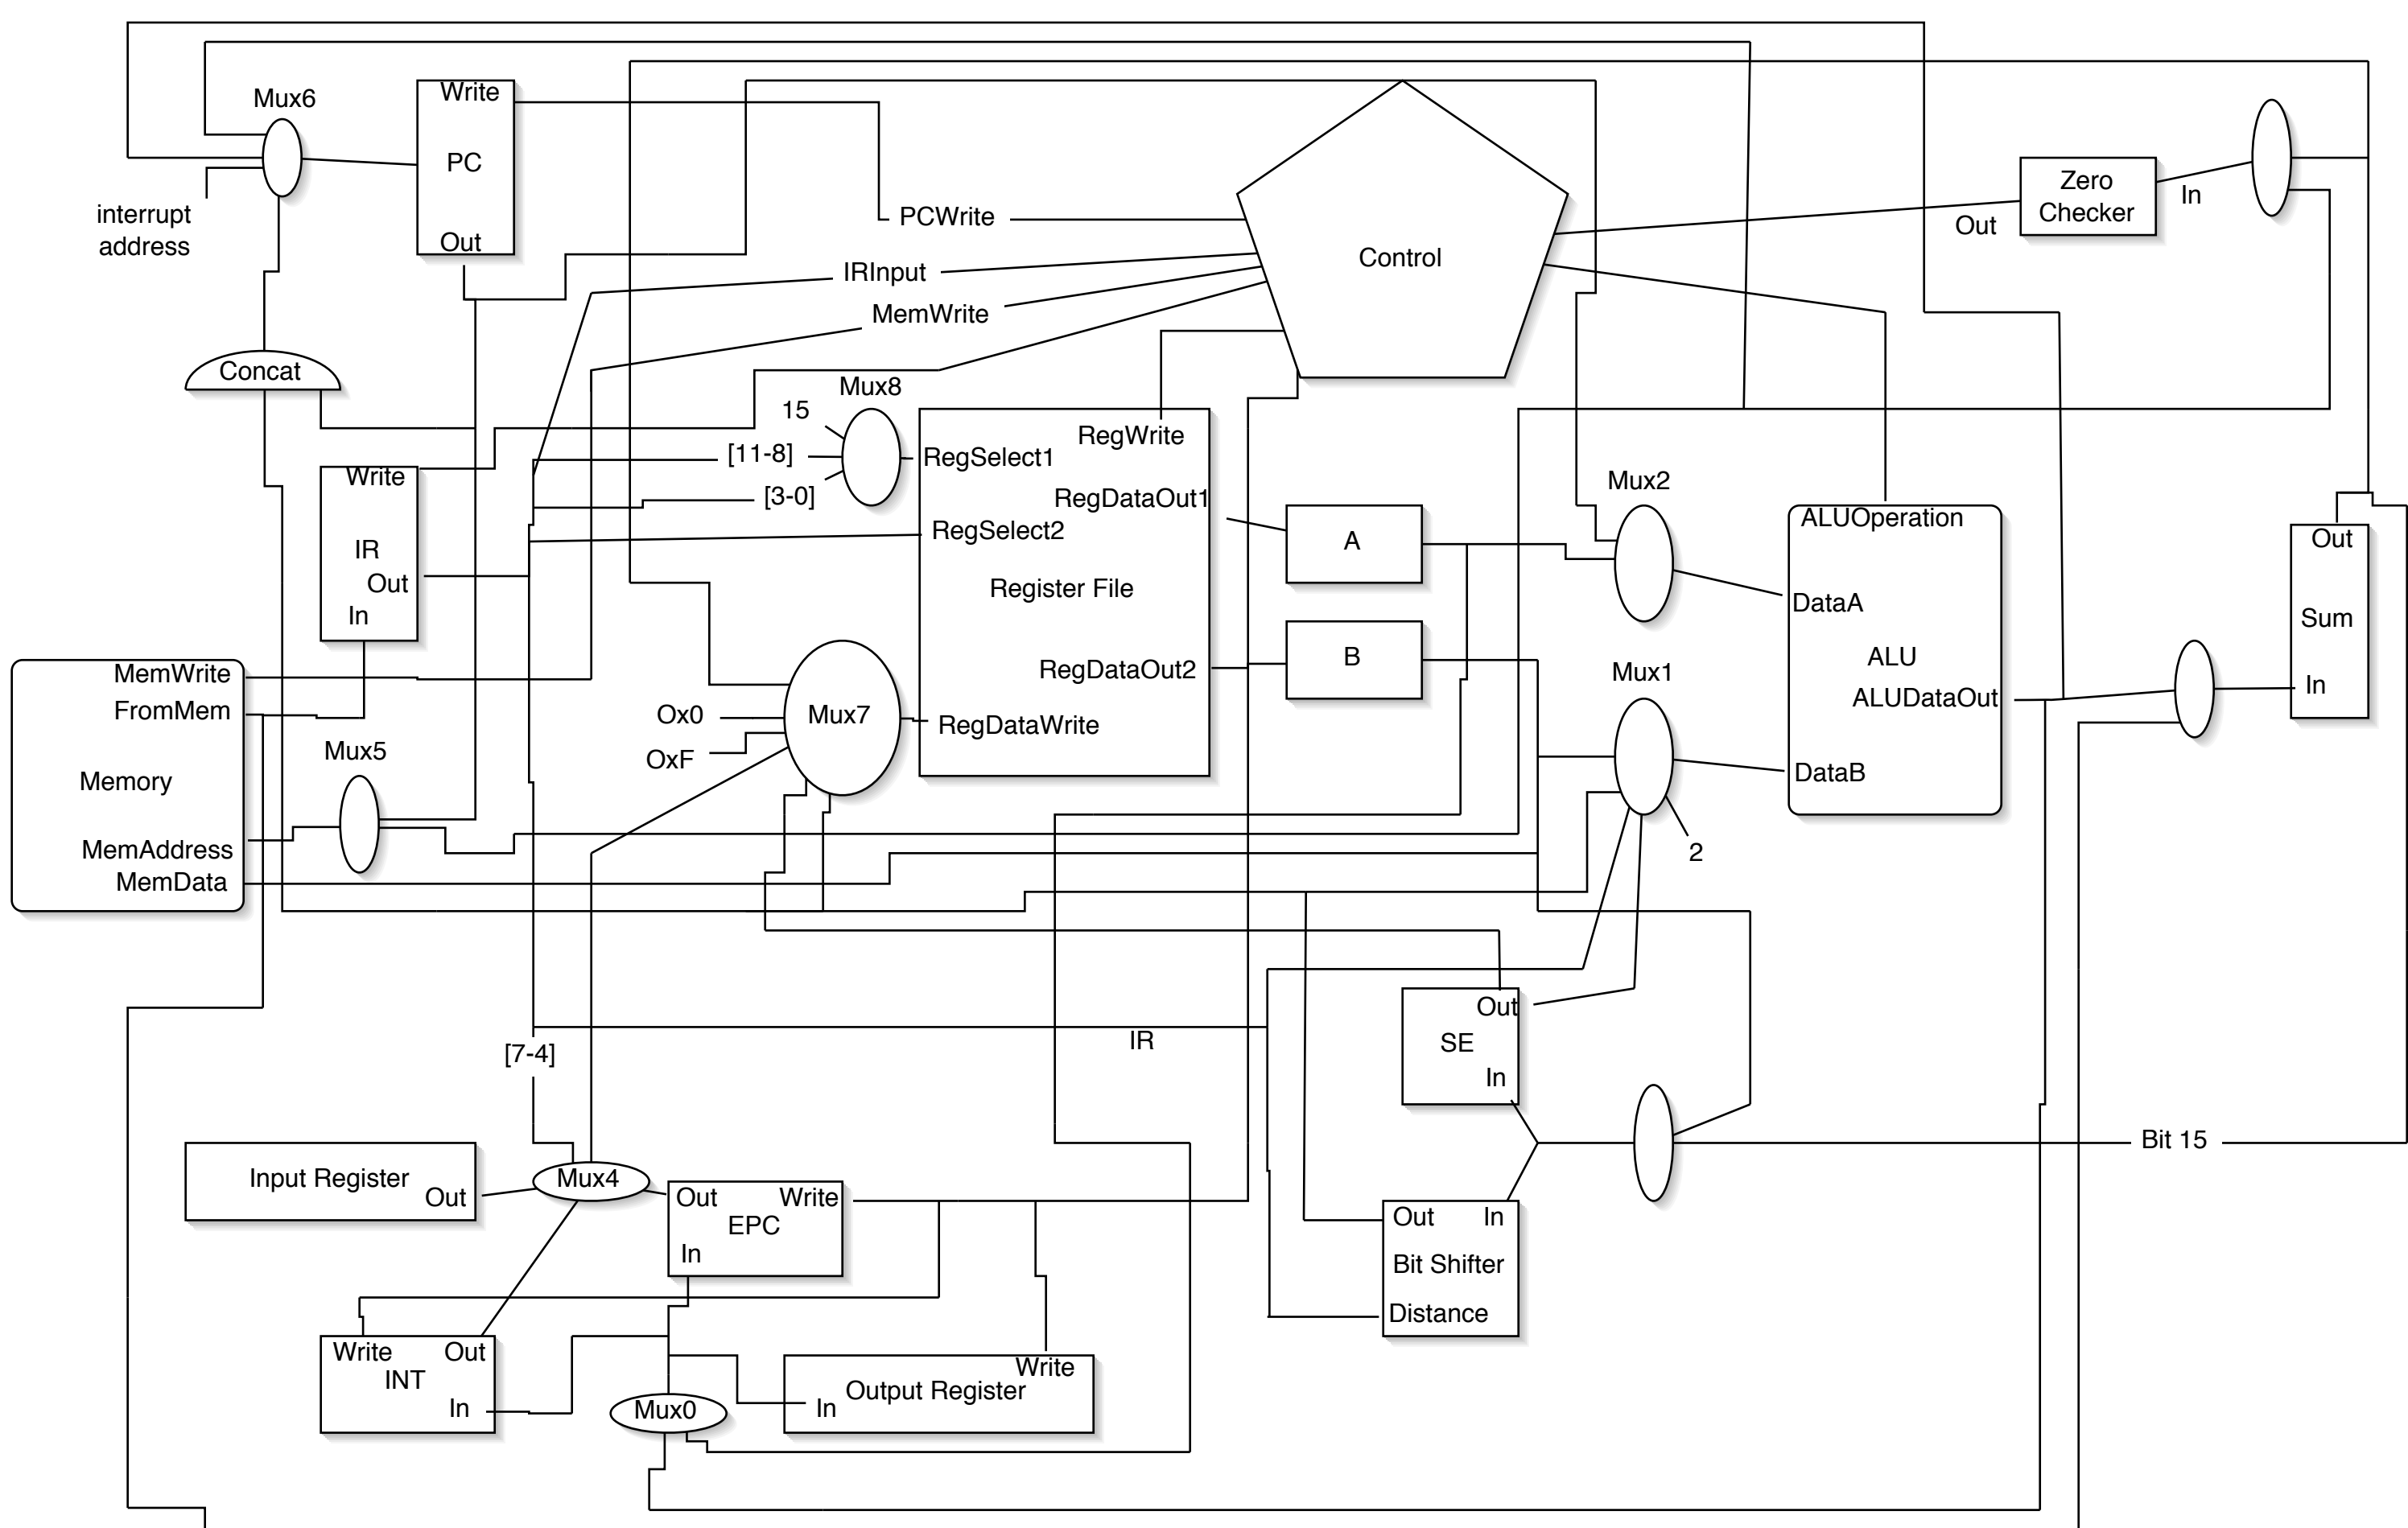 Mux6
Write
PC
Out
interrupt
address
PCWrite
IRInput
MemWrite
Control
Zero
Checker
In
Out
Concat
Mux8
15
[11-8]
[3-0]
RegWrite
RegSelect1
RegDataOut1
RegSelect2
Register File
RegDataOut2
RegDataWrite
Write
IR
Out
In
A
B
Mux2
Mux1
2
ALUOperation
DataA
ALU
ALUDataOut
DataB
Out
Sum
In
MemWrite
FromMem
Memory
MemAddress
MemData
Mux5
Mux7
Ox0
OxF
[7-4]
IR
Out
SE
In
Bit 15
Input Register
Out
Mux4
Out
Write
EPC
In
Out
In
Bit Shifter
Distance
Write
Out
INT
In
Mux0
Write
Output Register
In